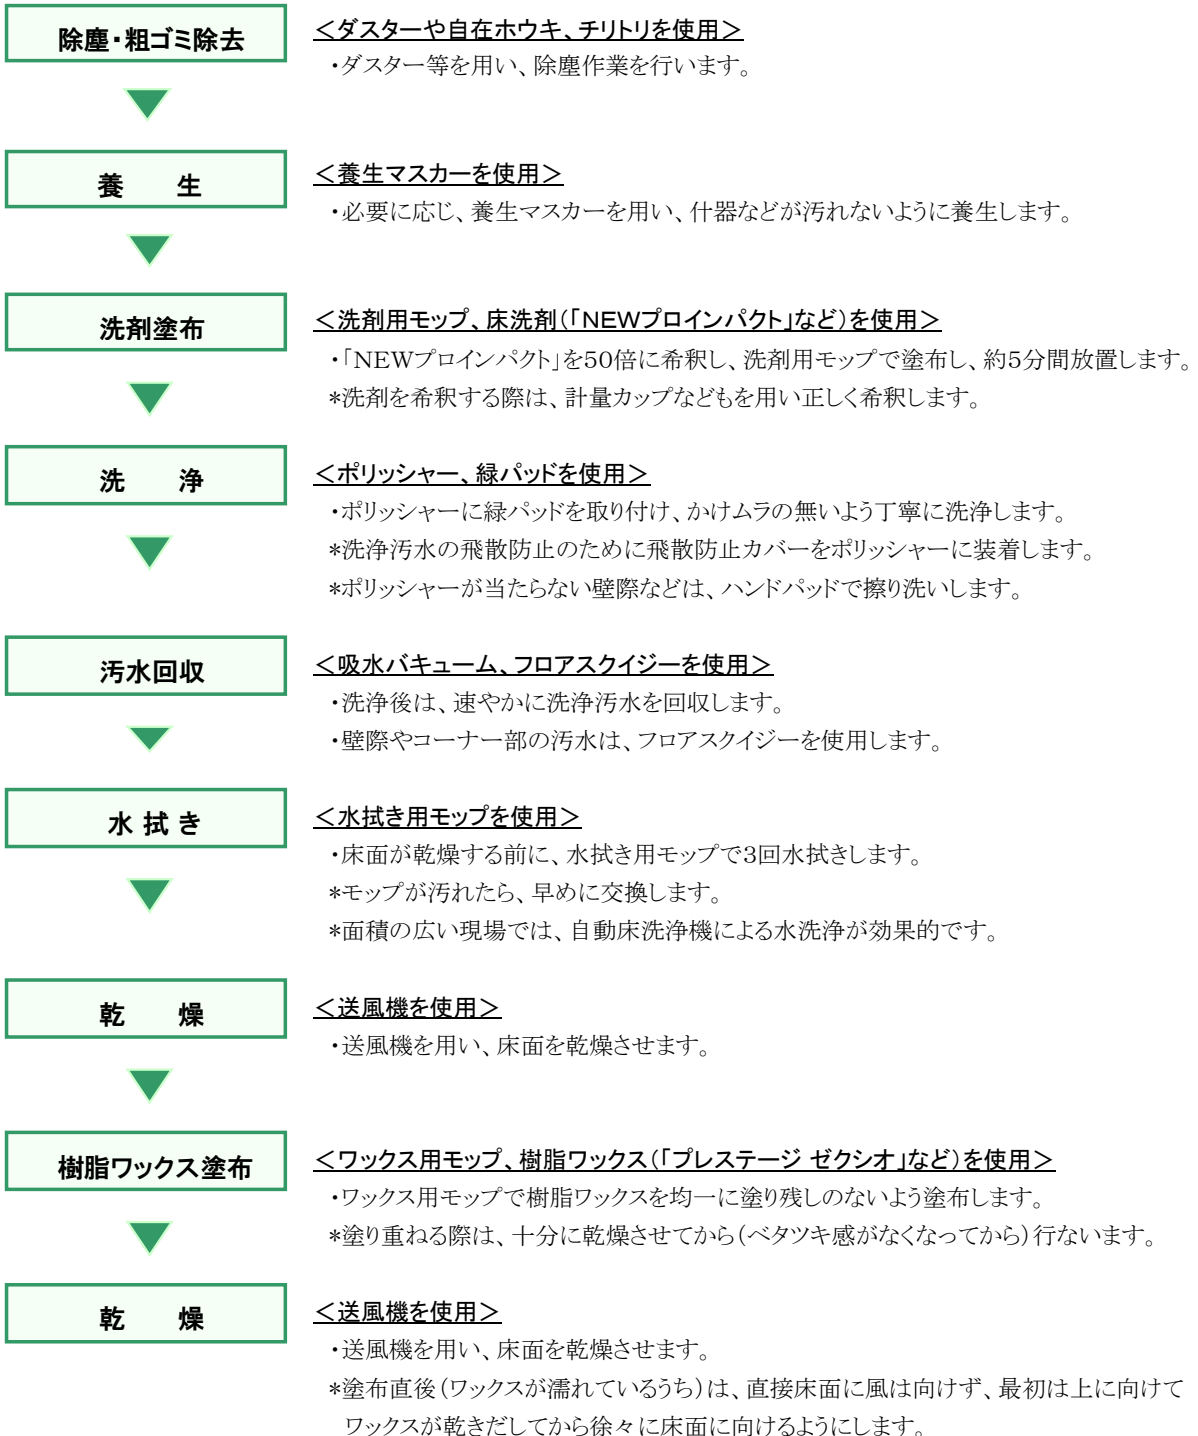 除塵・粗ゴミ除去
＜ダスターや自在ホウキ、チリトリを使用＞
・ダスター等を用い、除塵作業を行います。
養　生
＜養生マスカーを使用＞
・必要に応じ、養生マスカーを用い、什器などが汚れないように養生します。
洗剤塗布
＜洗剤用モップ、床洗剤（「NEWプロインパクト」など）を使用＞
・「NEWプロインパクト」を50倍に希釈し、洗剤用モップで塗布し、約5分間放置します。
*洗剤を希釈する際は、計量カップなどもを用い正しく希釈します。
洗　浄
＜ポリッシャー、緑パッドを使用＞
・ポリッシャーに緑パッドを取り付け、かけムラの無いよう丁寧に洗浄します。
*洗浄汚水の飛散防止のために飛散防止カバーをポリッシャーに装着します。
*ポリッシャーが当たらない壁際などは、ハンドパッドで擦り洗いします。
汚水回収
＜吸水バキューム、フロアスクイジーを使用＞
・洗浄後は、速やかに洗浄汚水を回収します。
・壁際やコーナー部の汚水は、フロアスクイジーを使用します。
水 拭 き
＜水拭き用モップを使用＞
・床面が乾燥する前に、水拭き用モップで3回水拭きします。
*モップが汚れたら、早めに交換します。
*面積の広い現場では、自動床洗浄機による水洗浄が効果的です。
乾　燥
＜送風機を使用＞
・送風機を用い、床面を乾燥させます。
樹脂ワックス塗布
＜ワックス用モップ、樹脂ワックス（「プレステージ ゼクシオ」など）を使用＞
・ワックス用モップで樹脂ワックスを均一に塗り残しのないよう塗布します。
*塗り重ねる際は、十分に乾燥させてから（ベタツキ感がなくなってから）行ないます。
乾　燥
＜送風機を使用＞
・送風機を用い、床面を乾燥させます。
*塗布直後（ワックスが濡れているうち）は、直接床面に風は向けず、最初は上に向けて
ワックスが乾きだしてから徐々に床面に向けるようにします。